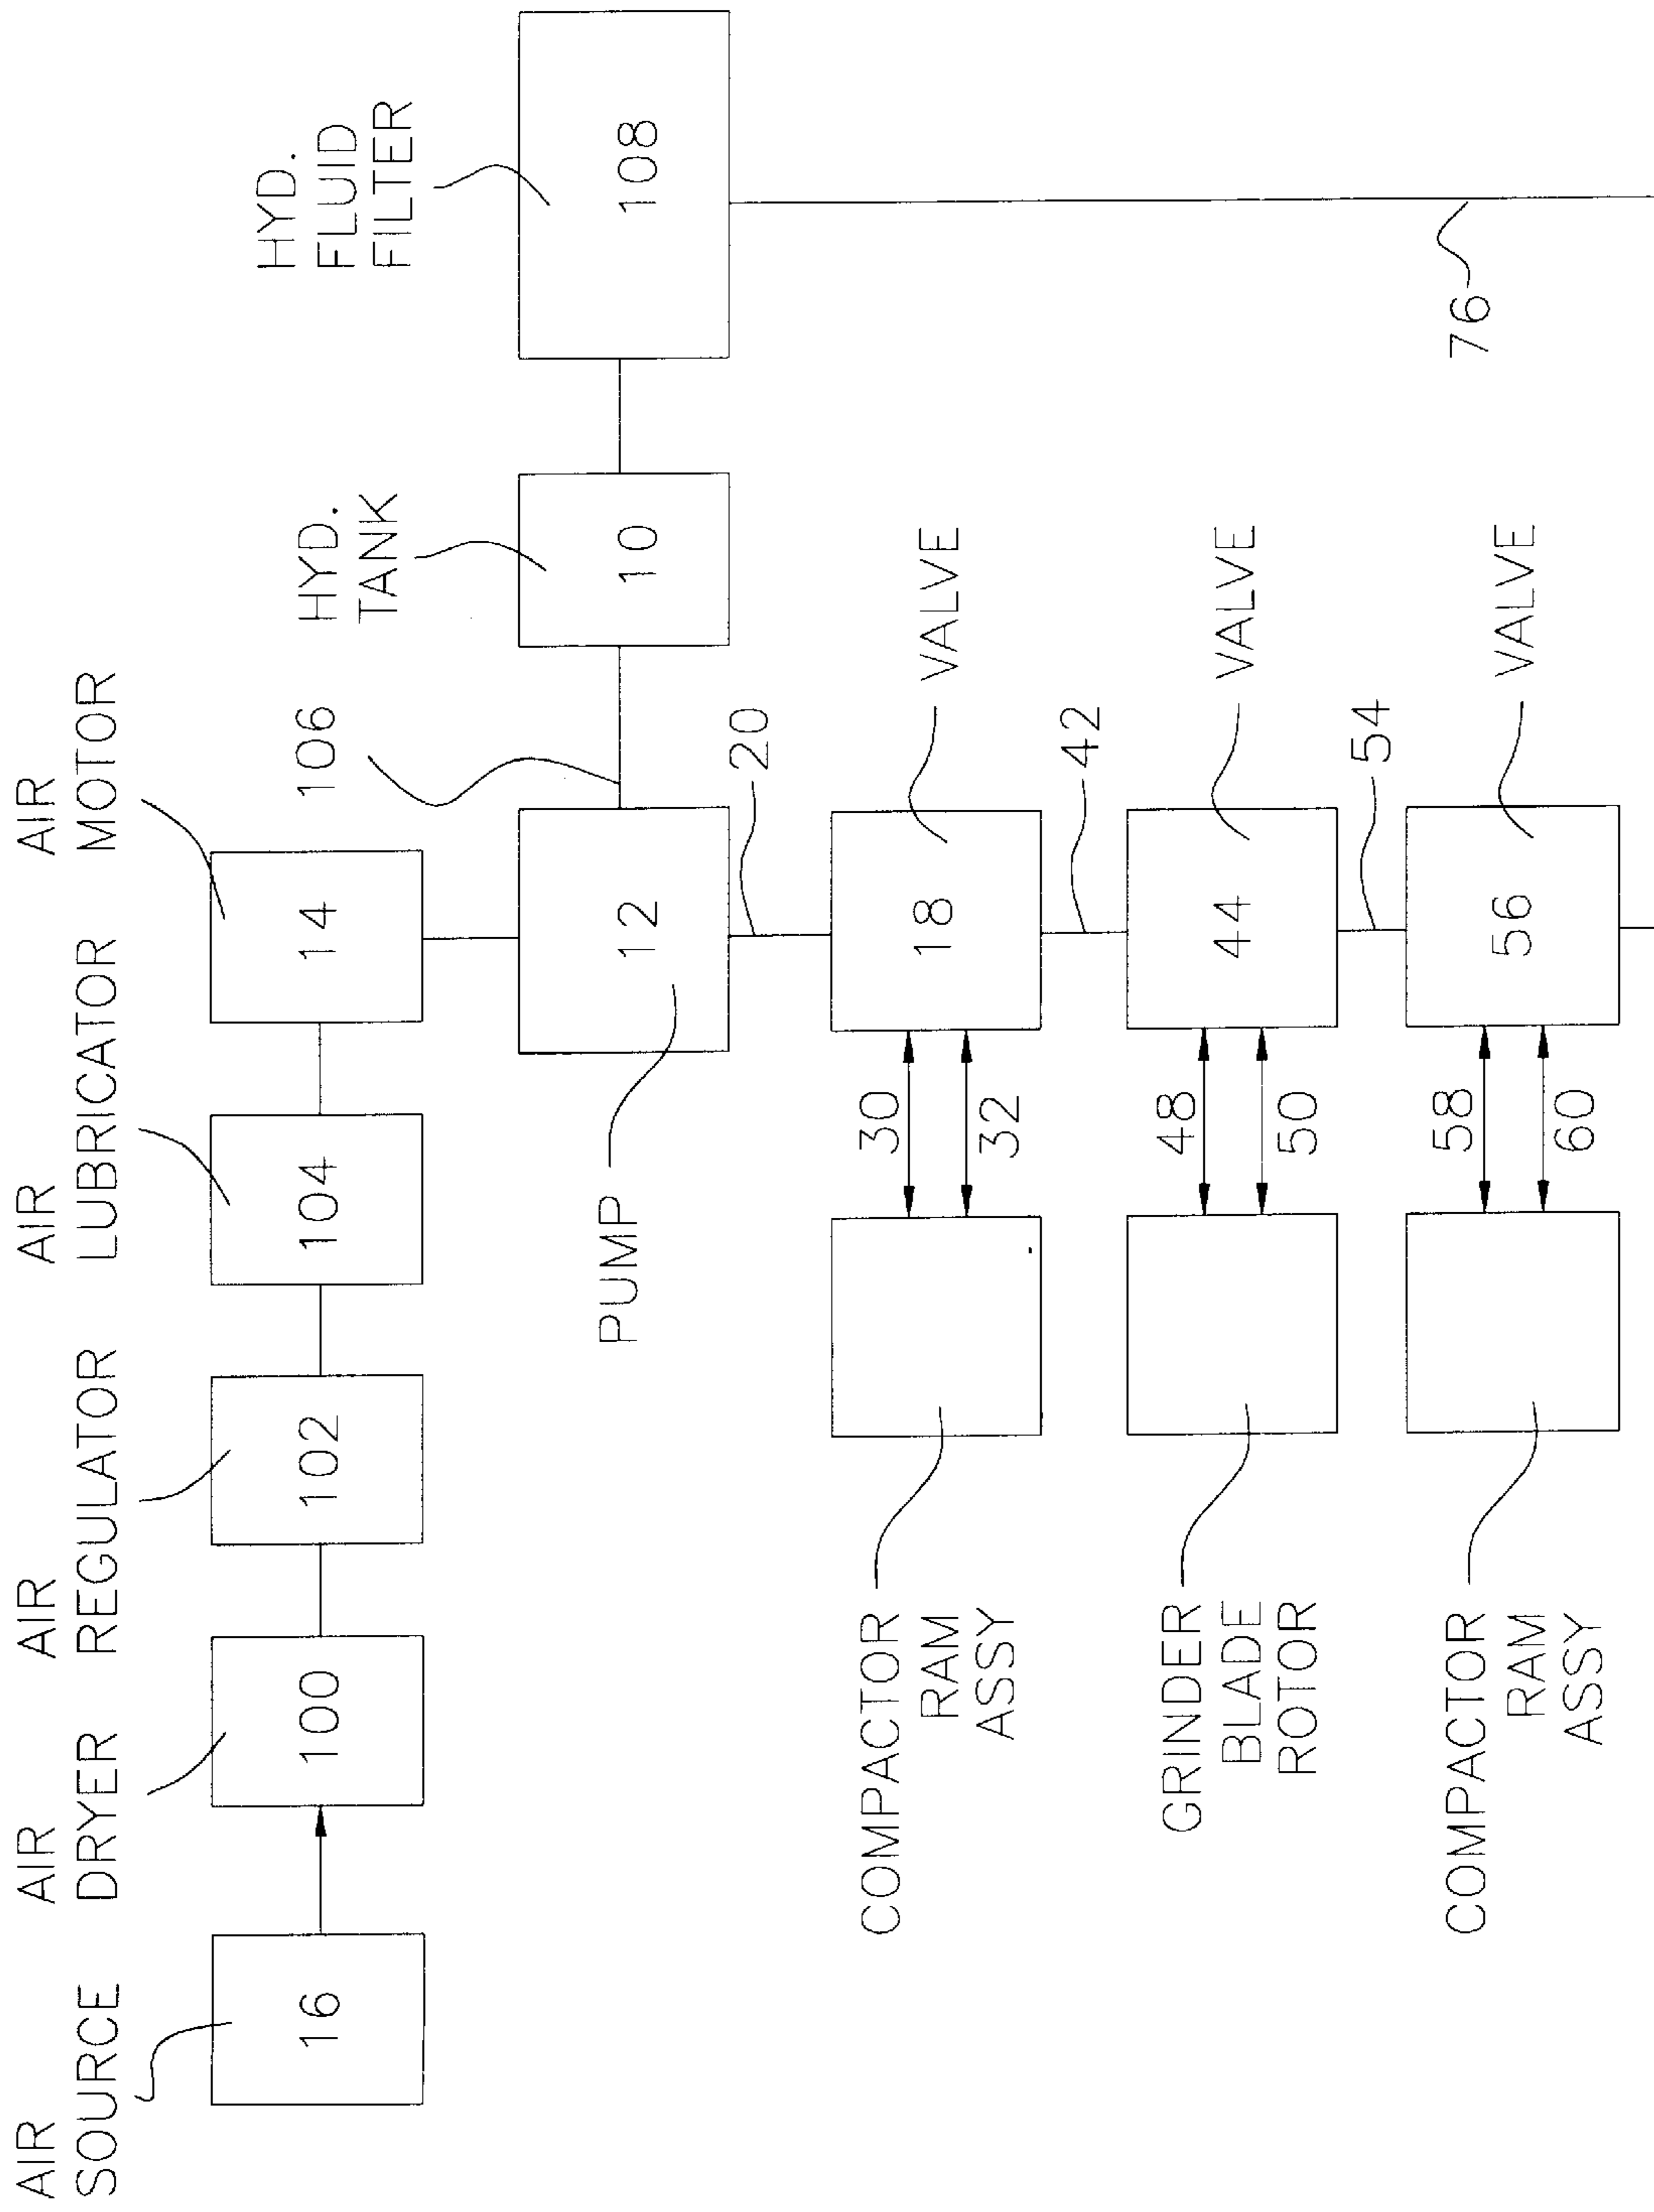 AIR
SOURCE
16
AIR
DRYER
100
AIR
REGULATOR
102
AIR
LUBRICATOR
104
AIR
MOTOR
14
PUMP
12
106
HYD.
TANK
10
HYD.
FLUID
FILTER
108
20
COMPACTOR
RAM
ASSY
30
32
18
VALVE
42
GRINDER
BLADE
ROTOR
48
50
44
VALVE
54
COMPACTOR
RAM
ASSY
58
60
56
VALVE
76